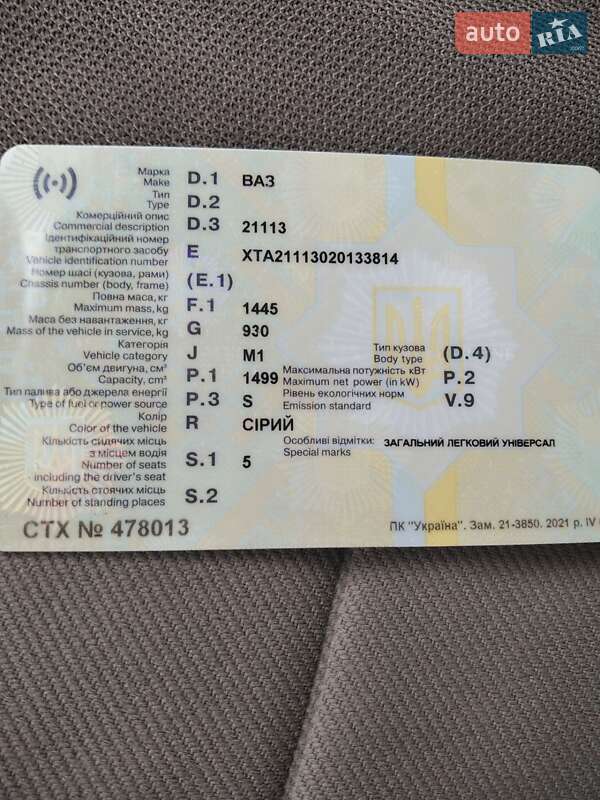 auto RIA .com
Марка D.1 ВАЗ
Make
Тип D.2
Type
Комерційний опис D.3 21113
Commercial description
Ідентифікаційний номер
транспортного засобу E XTA21113020133814
Vehicle identification number
Номер шасі (кузова, рами) (E.1)
Chassis number (body, frame)
Повна маса, кг F.1 1445
Maximum mass, kg
Маса без навантаження, кг G 930
Mass of the vehicle in service, kg
Категорія J M1
Vehicle category
Тип кузова (D.4)
Body type
Об'єм двигуна, см³ P.1 1499
Capacity, cm³
Максимальна потужність кВт P.2
Maximum net power (in kW)
Тип палива або джерела енергії P.3 S
Type of fuel or power source
Рівень екологічних норм V.9
Emission standard
Колір R СІРИЙ
Color of the vehicle
Особливі відмітки: ЗАГАЛЬНИЙ ЛЕГКОВИЙ УНІВЕРСАЛ
Special marks
Кількість сидячих місць
з місцем водія S.1 5
Number of seats
including the driver's seat
Кількість стоячих місць S.2
Number of standing places
СТХ № 478013
ПК "Україна". Зам. 21-3850. 2021 р. IV